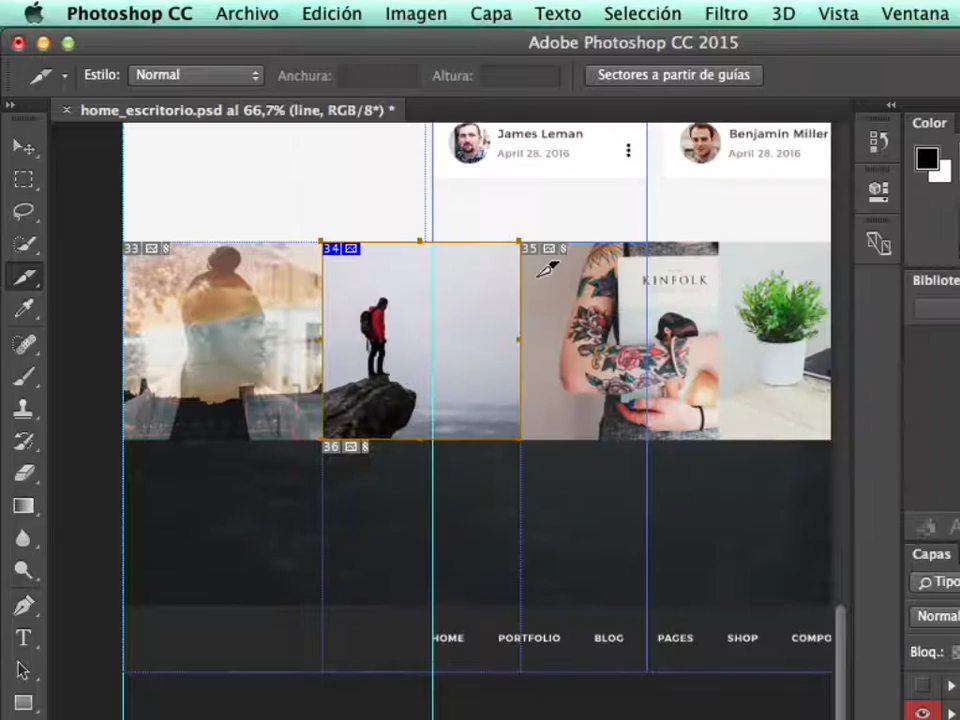 Photoshop CC Archivo Edición Imagen Capa Texto Selección Filtro 3D Vista Ventana
Adobe Photoshop CC 2015
Estilo: Normal Anchura: Altura: Sectores a partir de guías
× home_escritorio.psd al 66,7% (line, RGB/8*) *
Color
James Leman
April 28, 2016
Benjamin Miller
April 28, 2016
33
34
35
KINFOLK
Bibliote
36
Capas
Tipo
Normal
HOME PORTFOLIO BLOG PAGES SHOP COMPO
Bloq.:
T